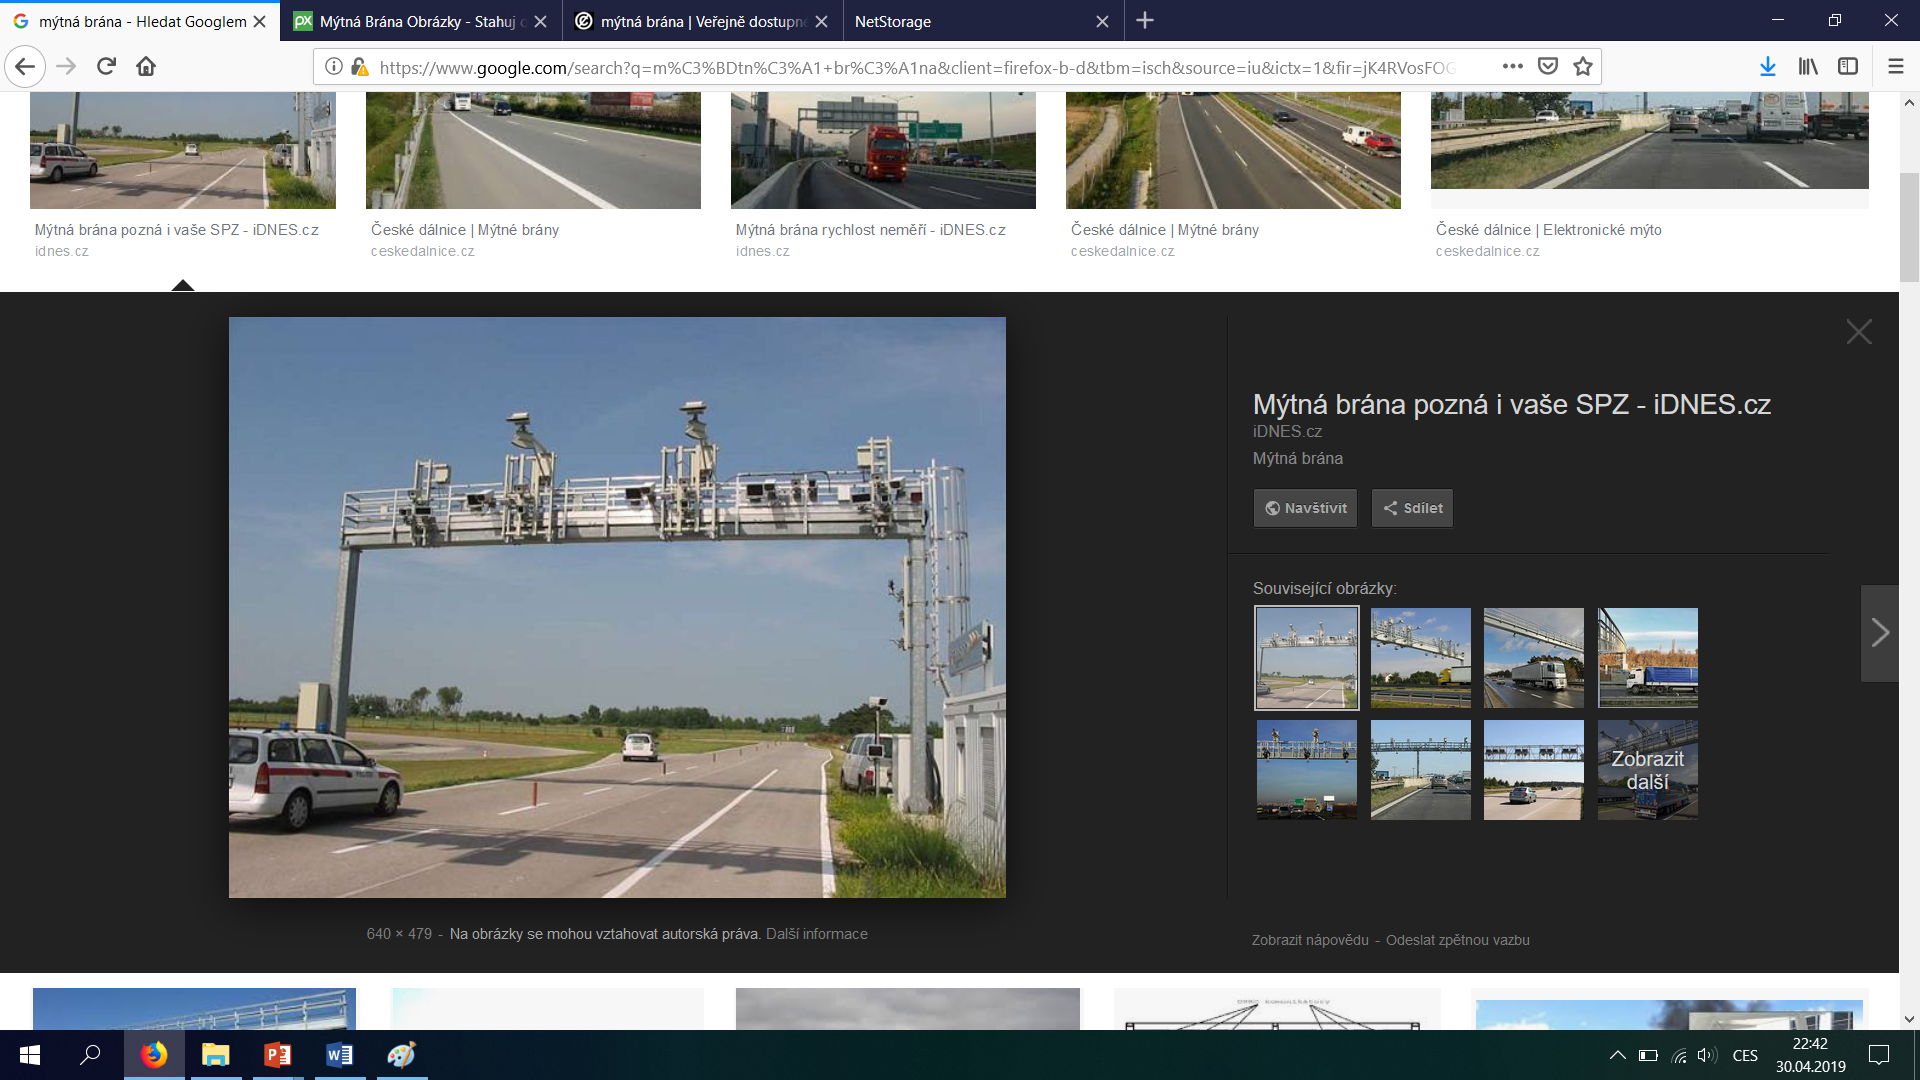 mýtná brána - Hledat Googlem
Mýtná Brána Obrázky - Stahuj
mýtná brána | Veřejně dostupn
NetStorage
https://www.google.com/search?q=m%C3%BDtn%C3%A1+br%C3%A1na&client=firefox-b-d&tbm=isch&source=iu&ictx=1&fir=jK4RVosFOG
Mýtná brána pozná i vaše SPZ - iDNES.cz
idnes.cz
České dálnice | Mýtné brány
ceskedalnice.cz
Mýtná brána rychlost neměří - iDNES.cz
idnes.cz
České dálnice | Mýtné brány
ceskedalnice.cz
České dálnice | Elektronické mýto
ceskedalnice.cz
Mýtná brána pozná i vaše SPZ - iDNES.cz
iDNES.cz
Mýtná brána
Navštívit
Sdílet
Související obrázky:
Zobrazit
další
640 × 479 - Na obrázky se mohou vztahovat autorská práva. Další informace
Zobrazit nápovědu - Odeslat zpětnou vazbu
CES
22:42
30.04.2019